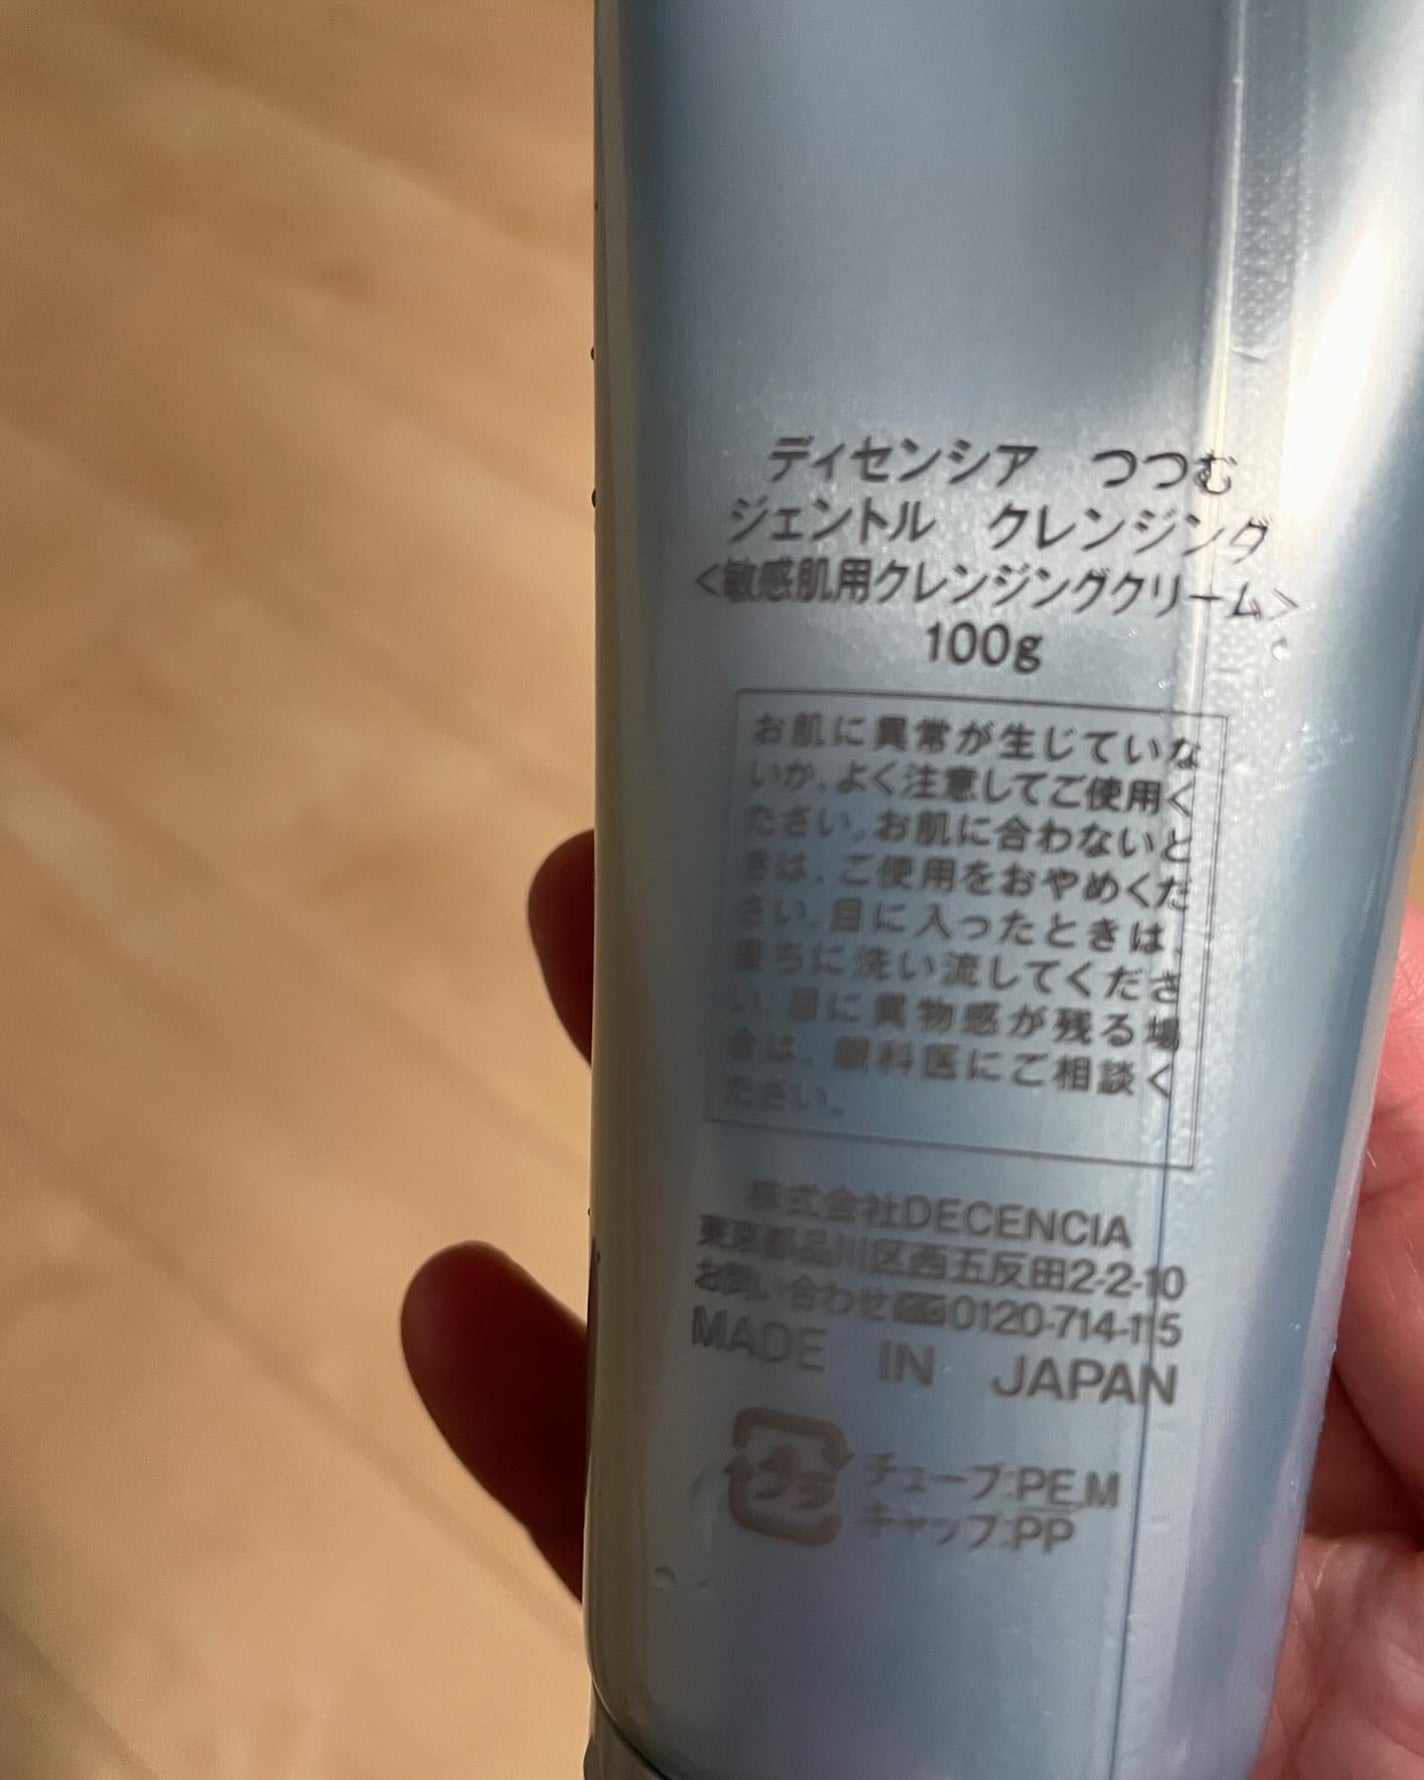 ディセンシア　つつむ
ジェントル　クレンジング
<敏感肌用クレンジングクリーム>
100g
お肌に異常が生じていな
いか、よく注意してご使用く
ださい。お肌に合わないと
きは、ご使用をおやめくだ
さい。目に入ったときは、
直ちに洗い流してくださ
い。目に異物感が残る場
合は、眼科医にご相談く
ださい。
株式会社DECENCIA
東京都品川区西五反田2-2-10
お問い合わせ 0120-714-115
MADE IN JAPAN
プラ
チューブ:PE,M
キャップ:PP